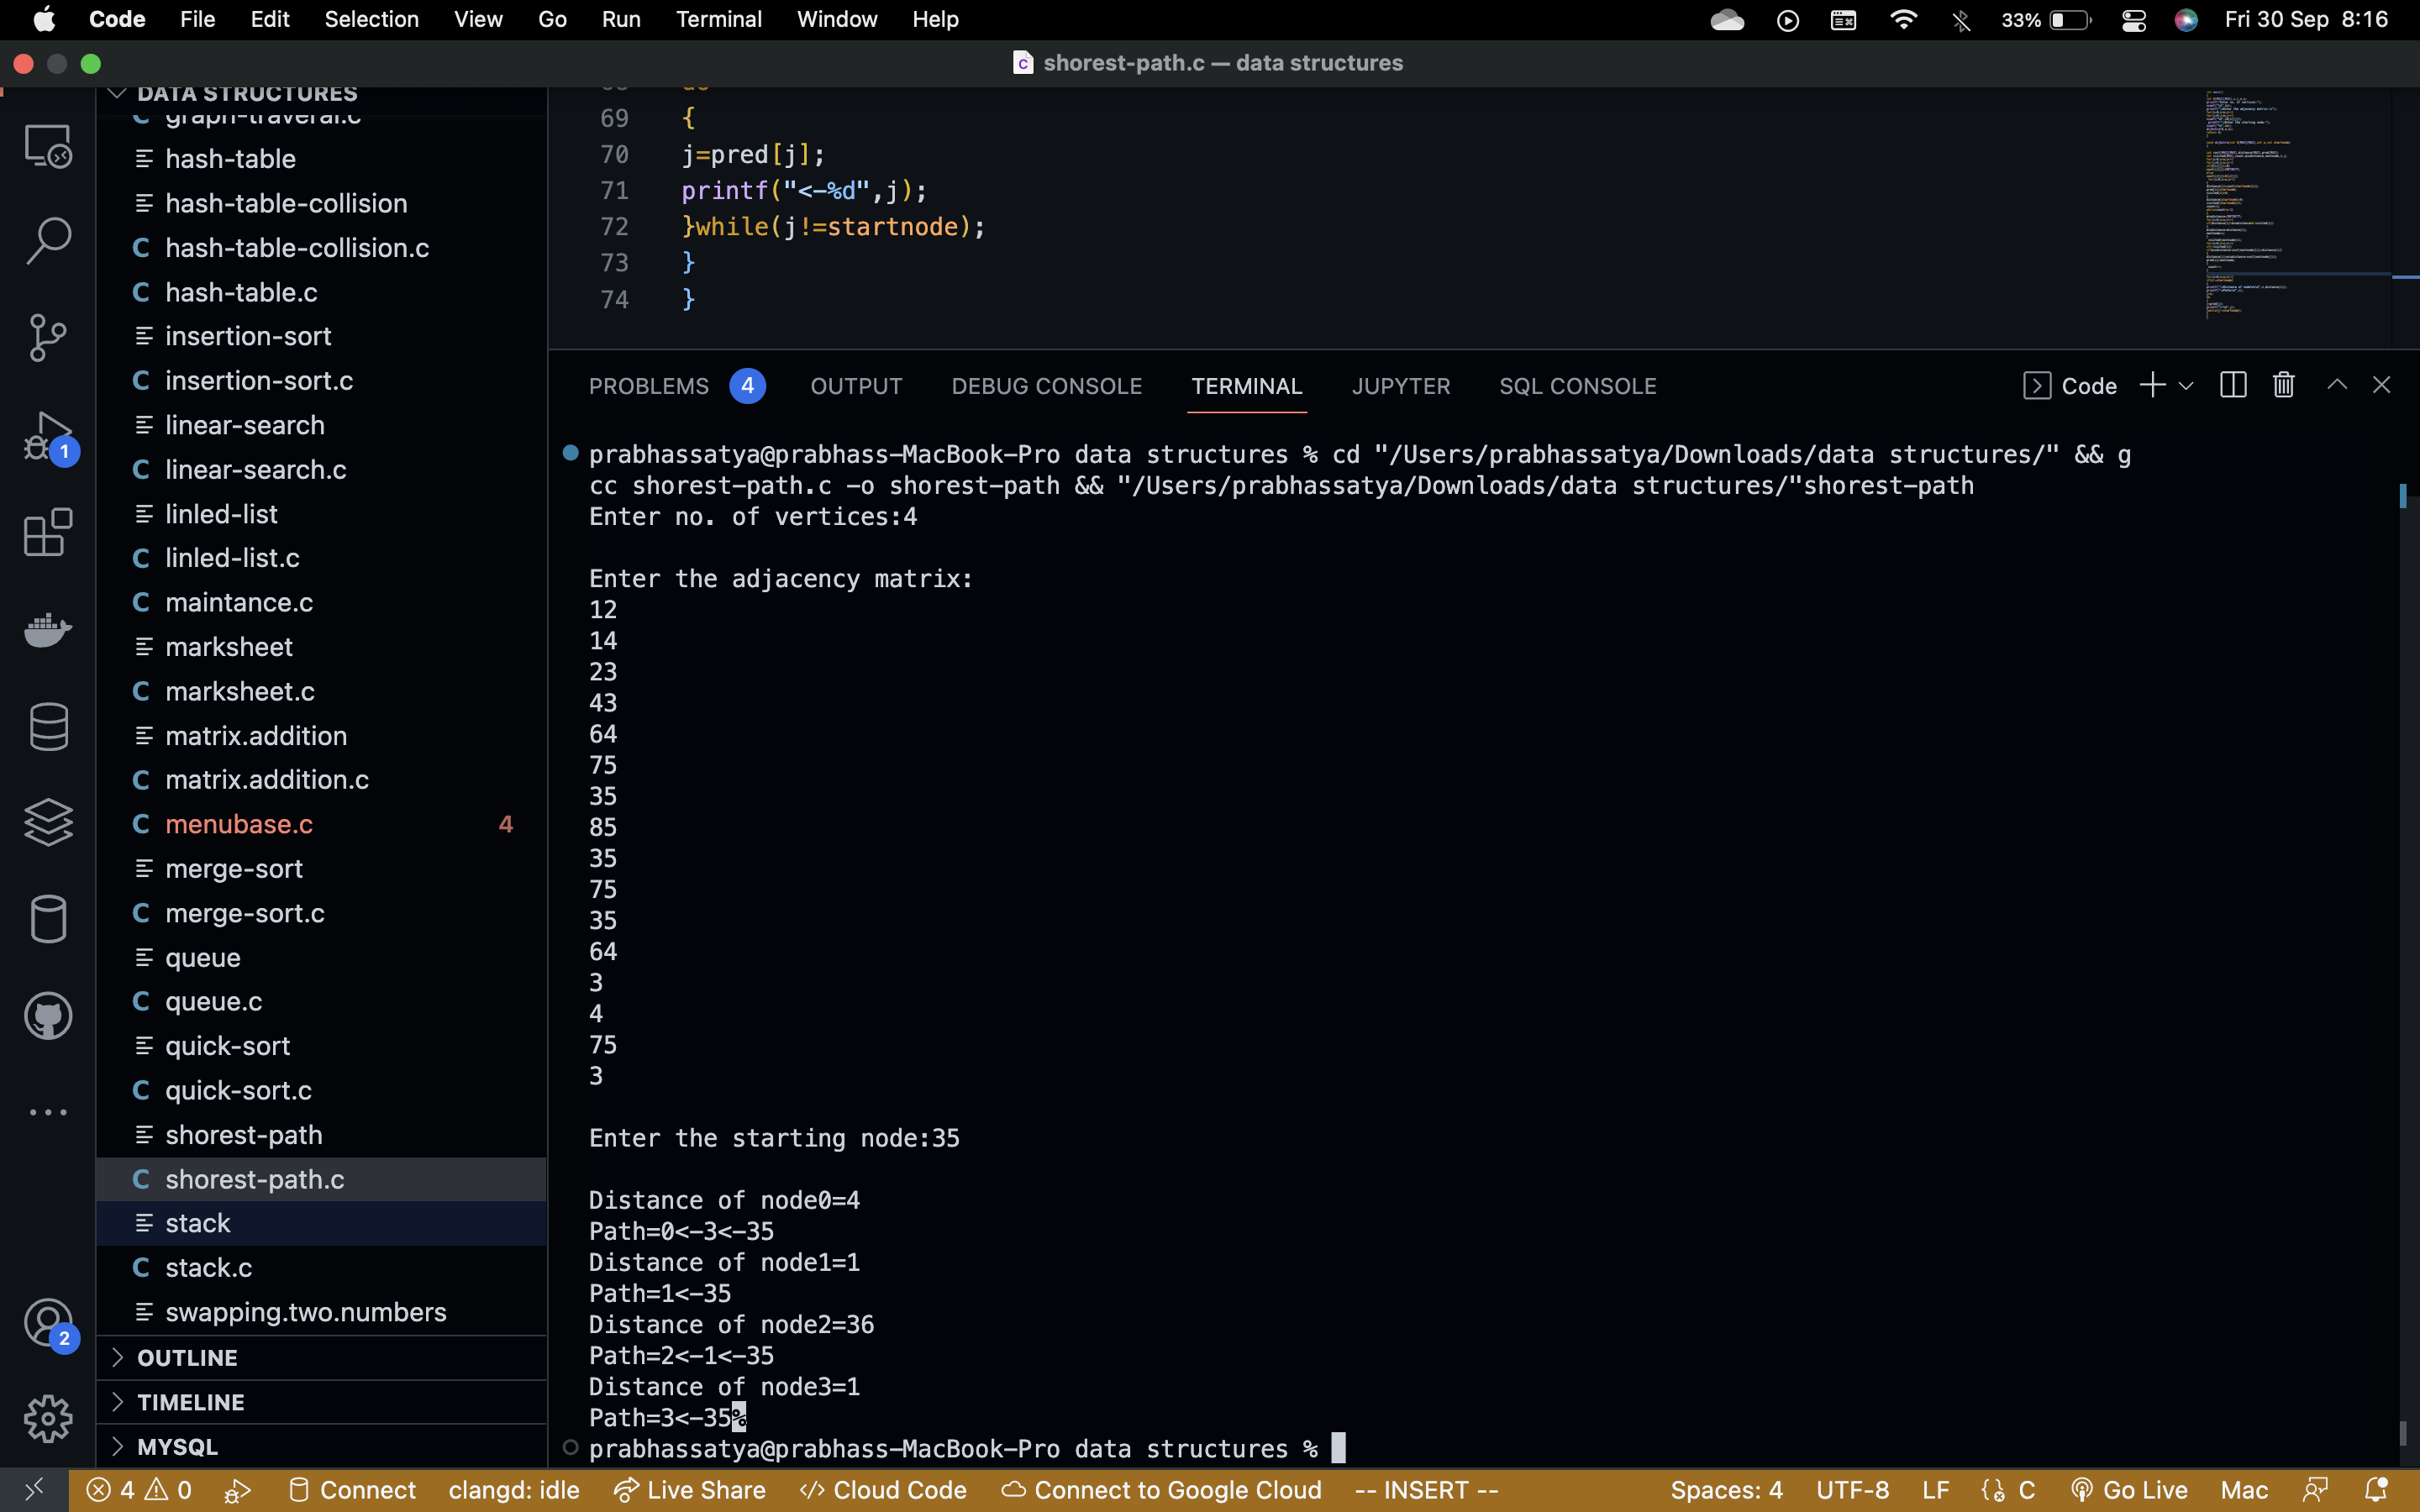 Code File Edit Selection View Go Run Terminal Window Help 33% Fri 30 Sep 8:16
shorest-path.c — data structures
DATA STRUCTURES
graph-traveral.c
hash-table
hash-table-collision
hash-table-collision.c
hash-table.c
insertion-sort
insertion-sort.c
linear-search
linear-search.c
linled-list
linled-list.c
maintance.c
marksheet
marksheet.c
matrix.addition
matrix.addition.c
menubase.c 4
merge-sort
merge-sort.c
queue
queue.c
quick-sort
quick-sort.c
shorest-path
shorest-path.c
stack
stack.c
swapping.two.numbers
OUTLINE
TIMELINE
MYSQL
1
2
69 {
70 j=pred[j];
71 printf("<-%d",j);
72 }while(j!=startnode);
73 }
74 }
PROBLEMS 4 OUTPUT DEBUG CONSOLE TERMINAL JUPYTER SQL CONSOLE Code
prabhassatya@prabhass-MacBook-Pro data structures % cd "/Users/prabhassatya/Downloads/data structures/" && g
cc shorest-path.c -o shorest-path && "/Users/prabhassatya/Downloads/data structures/"shorest-path
Enter no. of vertices:4
Enter the adjacency matrix:
12
14
23
43
64
75
35
85
35
75
35
64
3
4
75
3
Enter the starting node:35
Distance of node0=4
Path=0<-3<-35
Distance of node1=1
Path=1<-35
Distance of node2=36
Path=2<-1<-35
Distance of node3=1
Path=3<-35%
prabhassatya@prabhass-MacBook-Pro data structures %
4 0 Connect clangd: idle Live Share Cloud Code Connect to Google Cloud -- INSERT -- Spaces: 4 UTF-8 LF C Go Live Mac